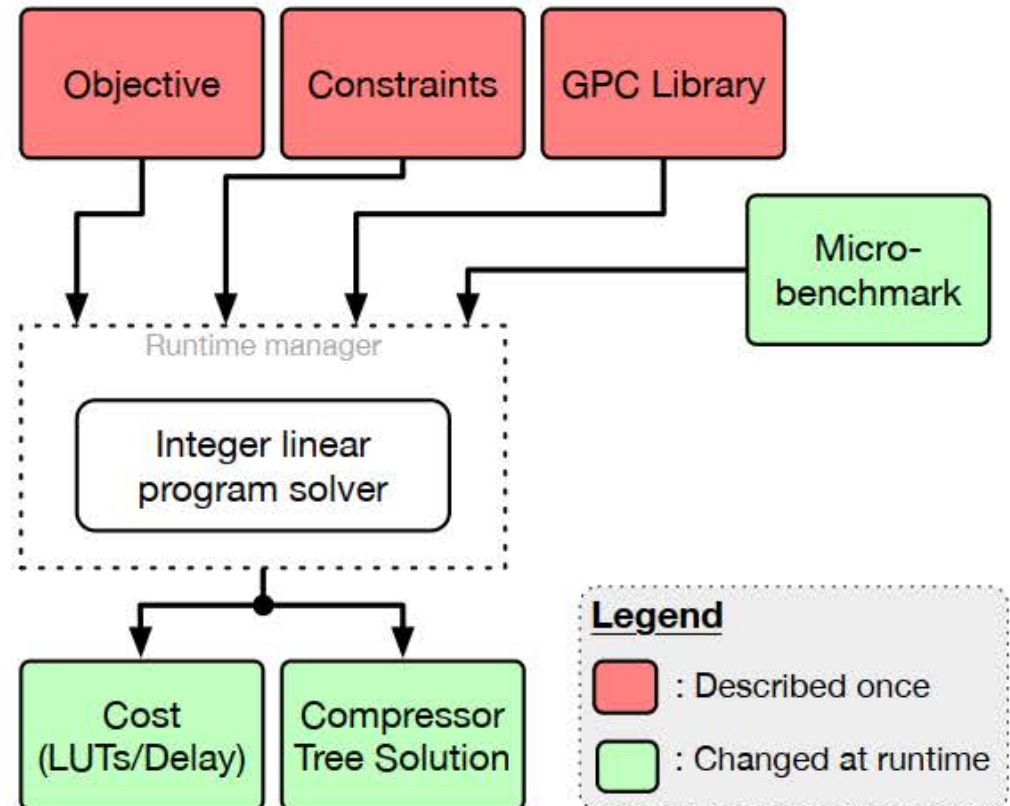 Objective
Constraints
GPC Library
Micro-
benchmark
Runtime manager
Integer linear
program solver
Cost
(LUTs/Delay)
Compressor
Tree Solution
Legend
: Described once
: Changed at runtime